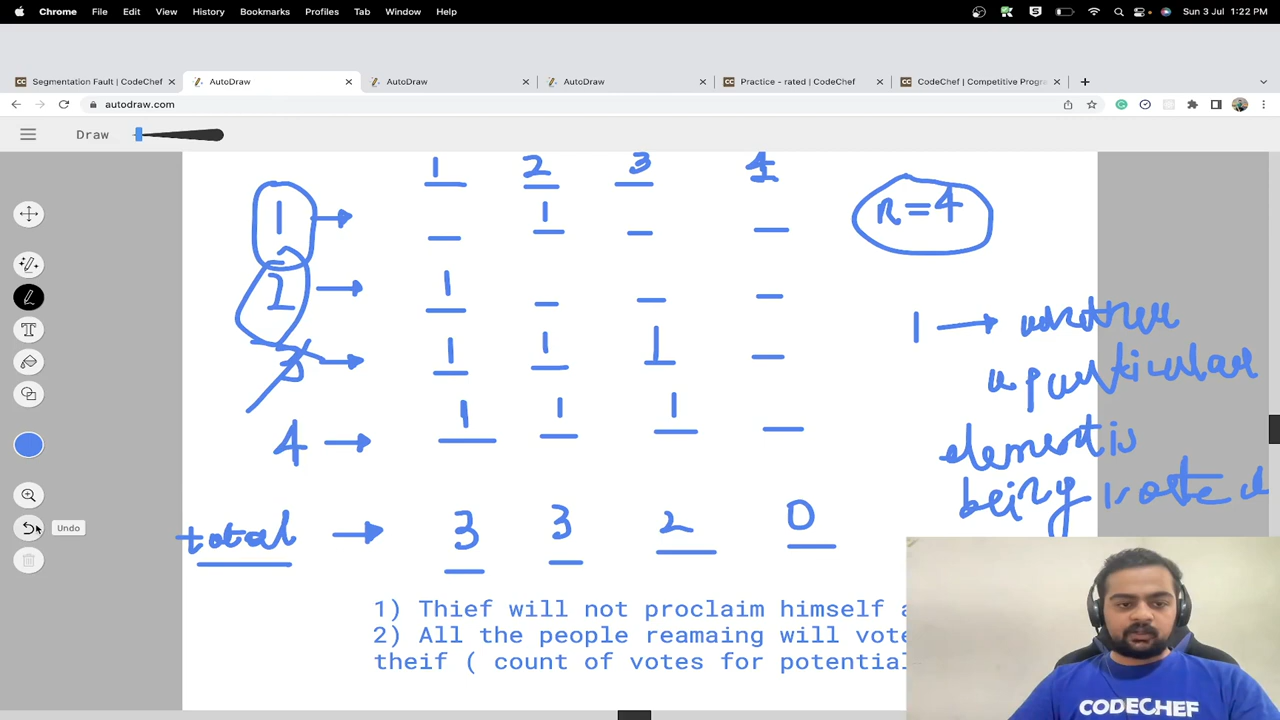 Chrome File Edit View History Bookmarks Profiles Tab Window Help Sun 3 Jul 1:22 PM
Segmentation Fault | CodeChef AutoDraw AutoDraw AutoDraw Practice - rated | CodeChef CodeChef | Competitive Progr
autodraw.com
Draw
1 2 3 4
1 → 1
n=4
2 → 1
1 → whether
3 → 1 1 1
a particular
4 → 1 1 1
element is
being voted
Undo
total → 3 3 2 0
1) Thief will not proclaim himself a
2) All the people reamaing will vote
theif ( count of votes for potential
CODECHEF